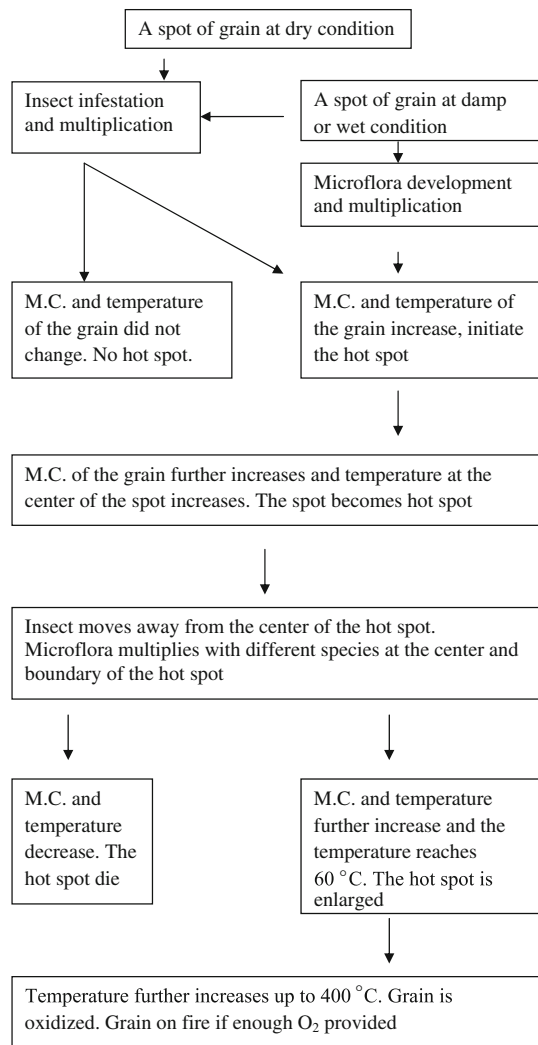 A spot of grain at dry condition
Insect infestation
and multiplication
A spot of grain at damp
or wet condition
Microflora development
and multiplication
M.C. and temperature
of the grain did not
change. No hot spot.
M.C. and temperature of
the grain increase, initiate
the hot spot
M.C. of the grain further increases and temperature at the
center of the spot increases. The spot becomes hot spot
Insect moves away from the center of the hot spot.
Microflora multiplies with different species at the center and
boundary of the hot spot
M.C. and
temperature
decrease. The
hot spot die
M.C. and temperature
further increase and the
temperature reaches
60 °C. The hot spot is
enlarged
Temperature further increases up to 400 °C. Grain is
oxidized. Grain on fire if enough O₂ provided